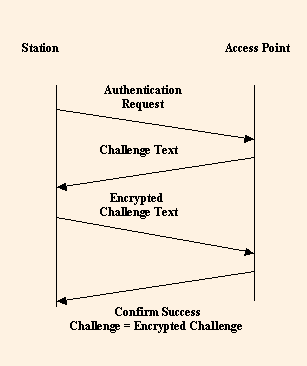 Station
Access Point
Authentication
Request
Challenge Text
Encrypted
Challenge Text
Confirm Success
Challenge = Encrypted Challenge